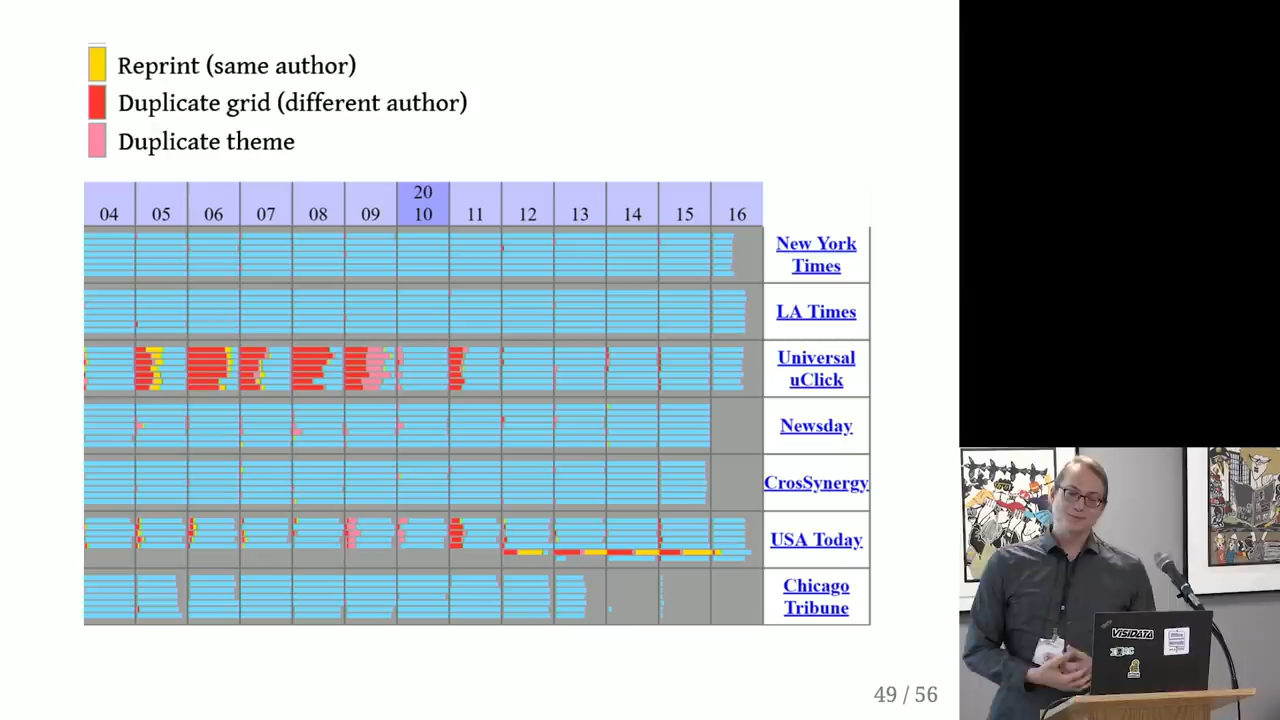 Reprint (same author)
Duplicate grid (different author)
Duplicate theme
20
04 05 06 07 08 09 10 11 12 13 14 15 16
New York
Times
LA Times
Universal
uClick
Newsday
CrosSynergy
USA Today
Chicago
Tribune
49 / 56
VISIDATA